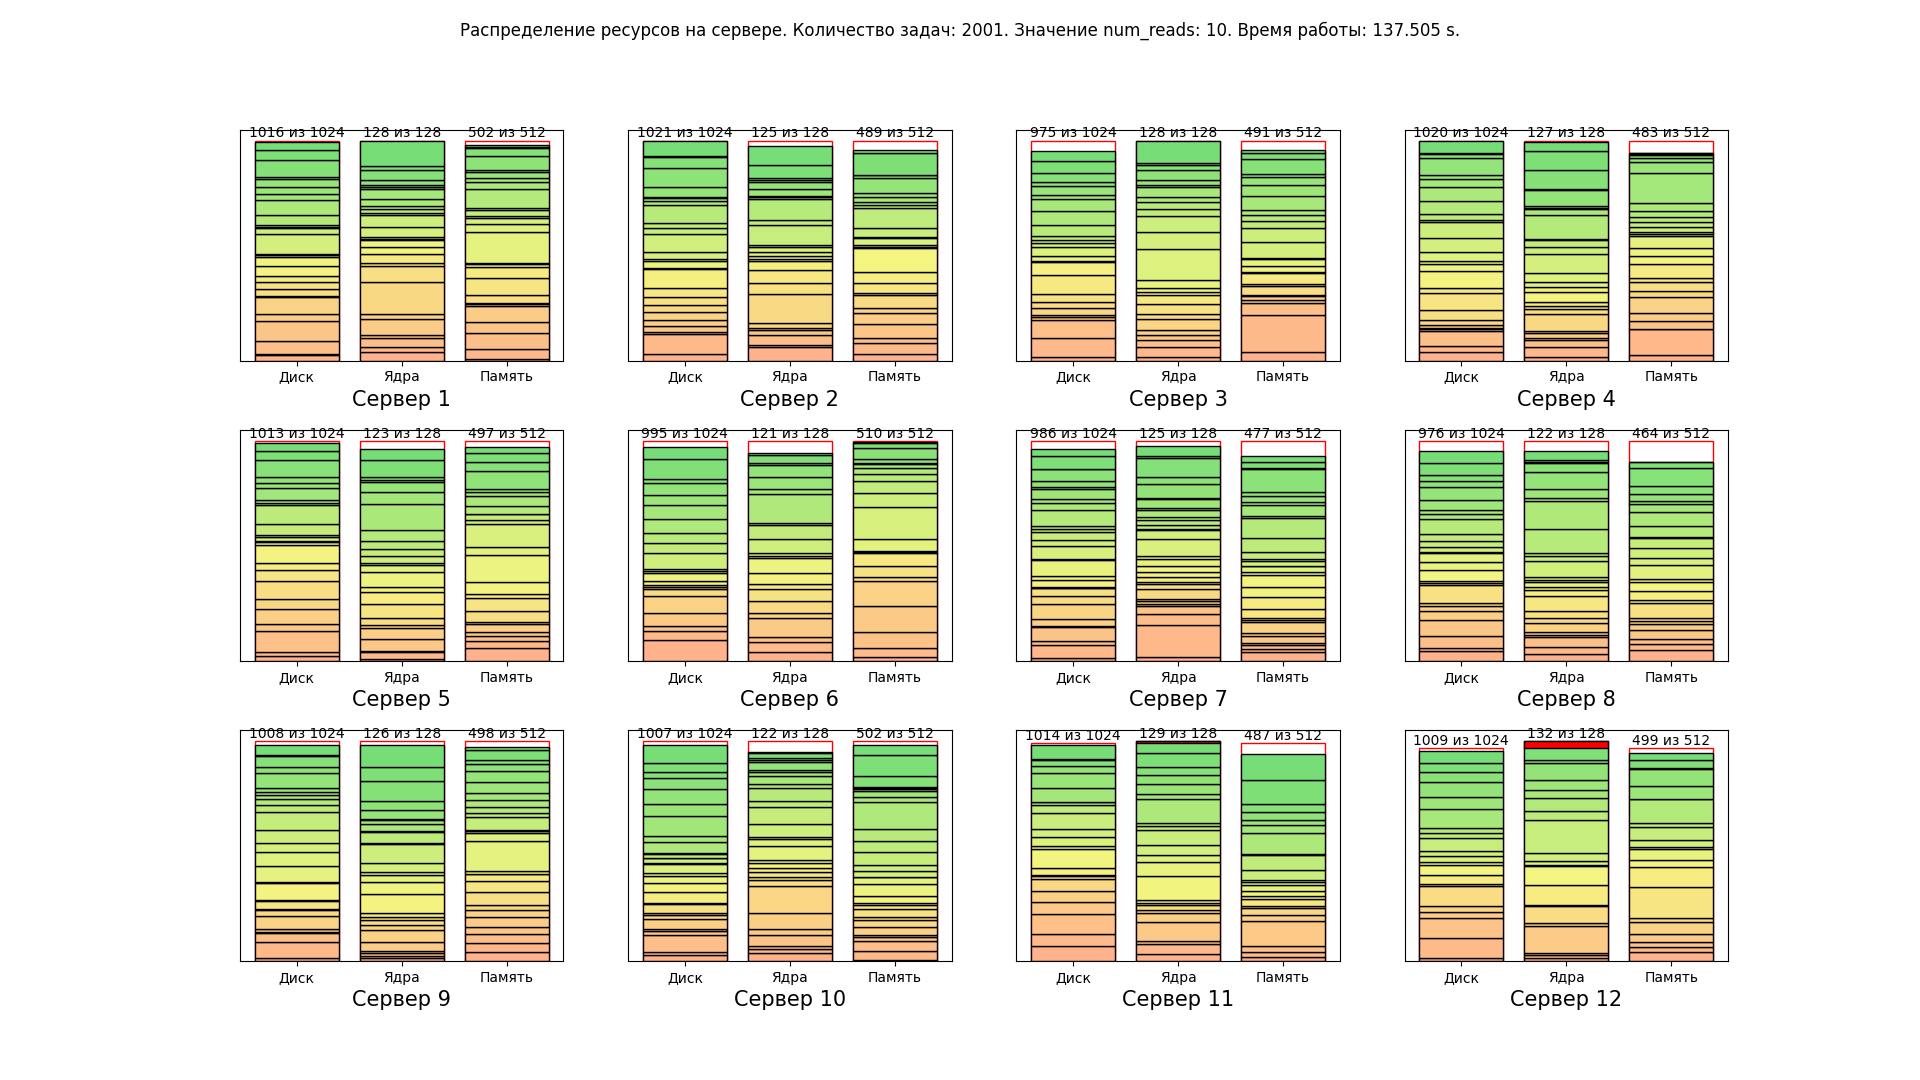 Распределение ресурсов на сервере. Количество задач: 2001. Значение num_reads: 10. Время работы: 137.505 s.
1016 из 1024 128 из 128 502 из 512
Диск Ядра Память
Сервер 1
1021 из 1024 125 из 128 489 из 512
Диск Ядра Память
Сервер 2
975 из 1024 128 из 128 491 из 512
Диск Ядра Память
Сервер 3
1020 из 1024 127 из 128 483 из 512
Диск Ядра Память
Сервер 4
1013 из 1024 123 из 128 497 из 512
Диск Ядра Память
Сервер 5
995 из 1024 121 из 128 510 из 512
Диск Ядра Память
Сервер 6
986 из 1024 125 из 128 477 из 512
Диск Ядра Память
Сервер 7
976 из 1024 122 из 128 464 из 512
Диск Ядра Память
Сервер 8
1008 из 1024 126 из 128 498 из 512
Диск Ядра Память
Сервер 9
1007 из 1024 122 из 128 502 из 512
Диск Ядра Память
Сервер 10
1014 из 1024 129 из 128 487 из 512
Диск Ядра Память
Сервер 11
1009 из 1024 132 из 128 499 из 512
Диск Ядра Память
Сервер 12